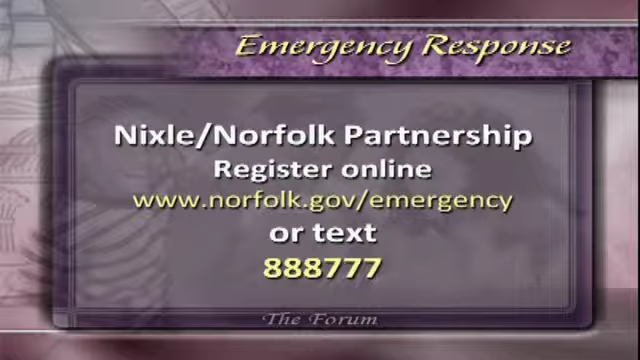 Emergency Response
Nixle/Norfolk Partnership
Register online
www.norfolk.gov/emergency
or text
888777
The Forum